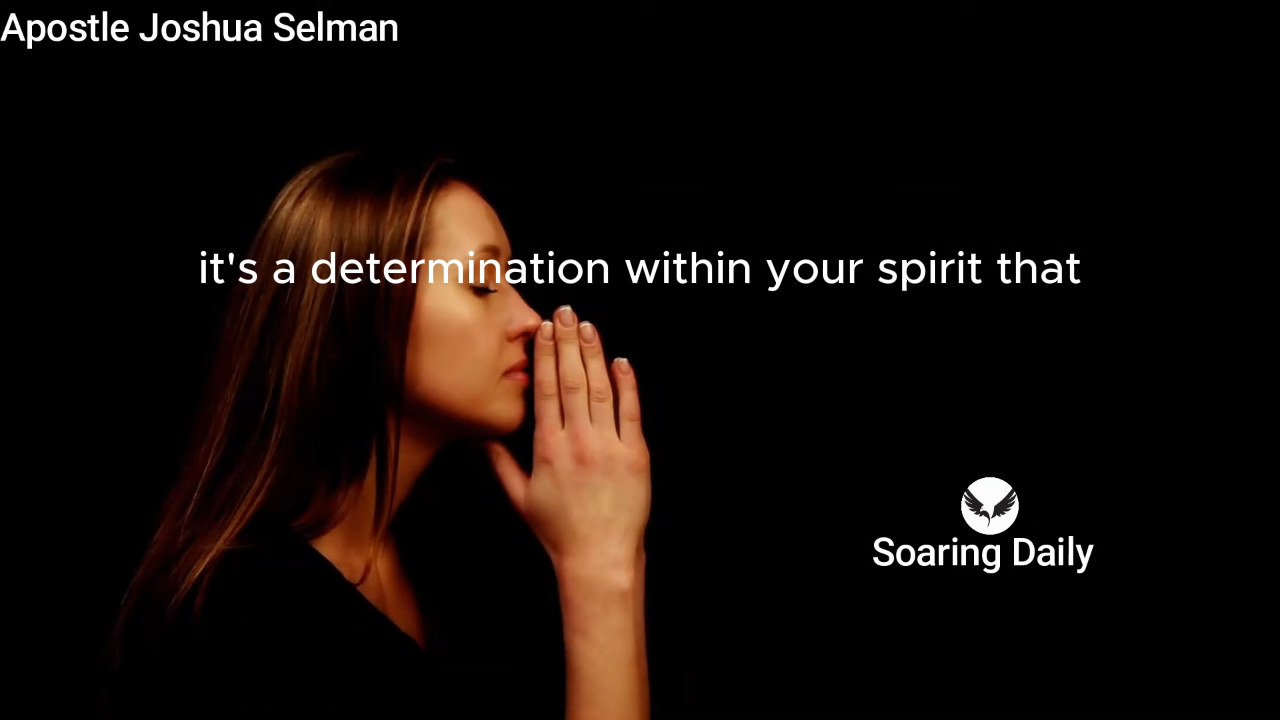 Apostle Joshua Selman
it's a determination within your spirit that
Soaring Daily